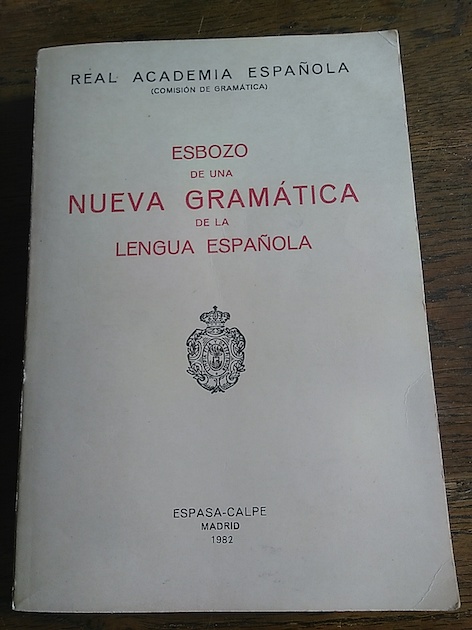 REAL ACADEMIA ESPAÑOLA
(COMISIÓN DE GRAMÁTICA)
ESBOZO
DE UNA
NUEVA GRAMÁTICA
DE LA
LENGUA ESPAÑOLA
ESPASA-CALPE
MADRID
1982